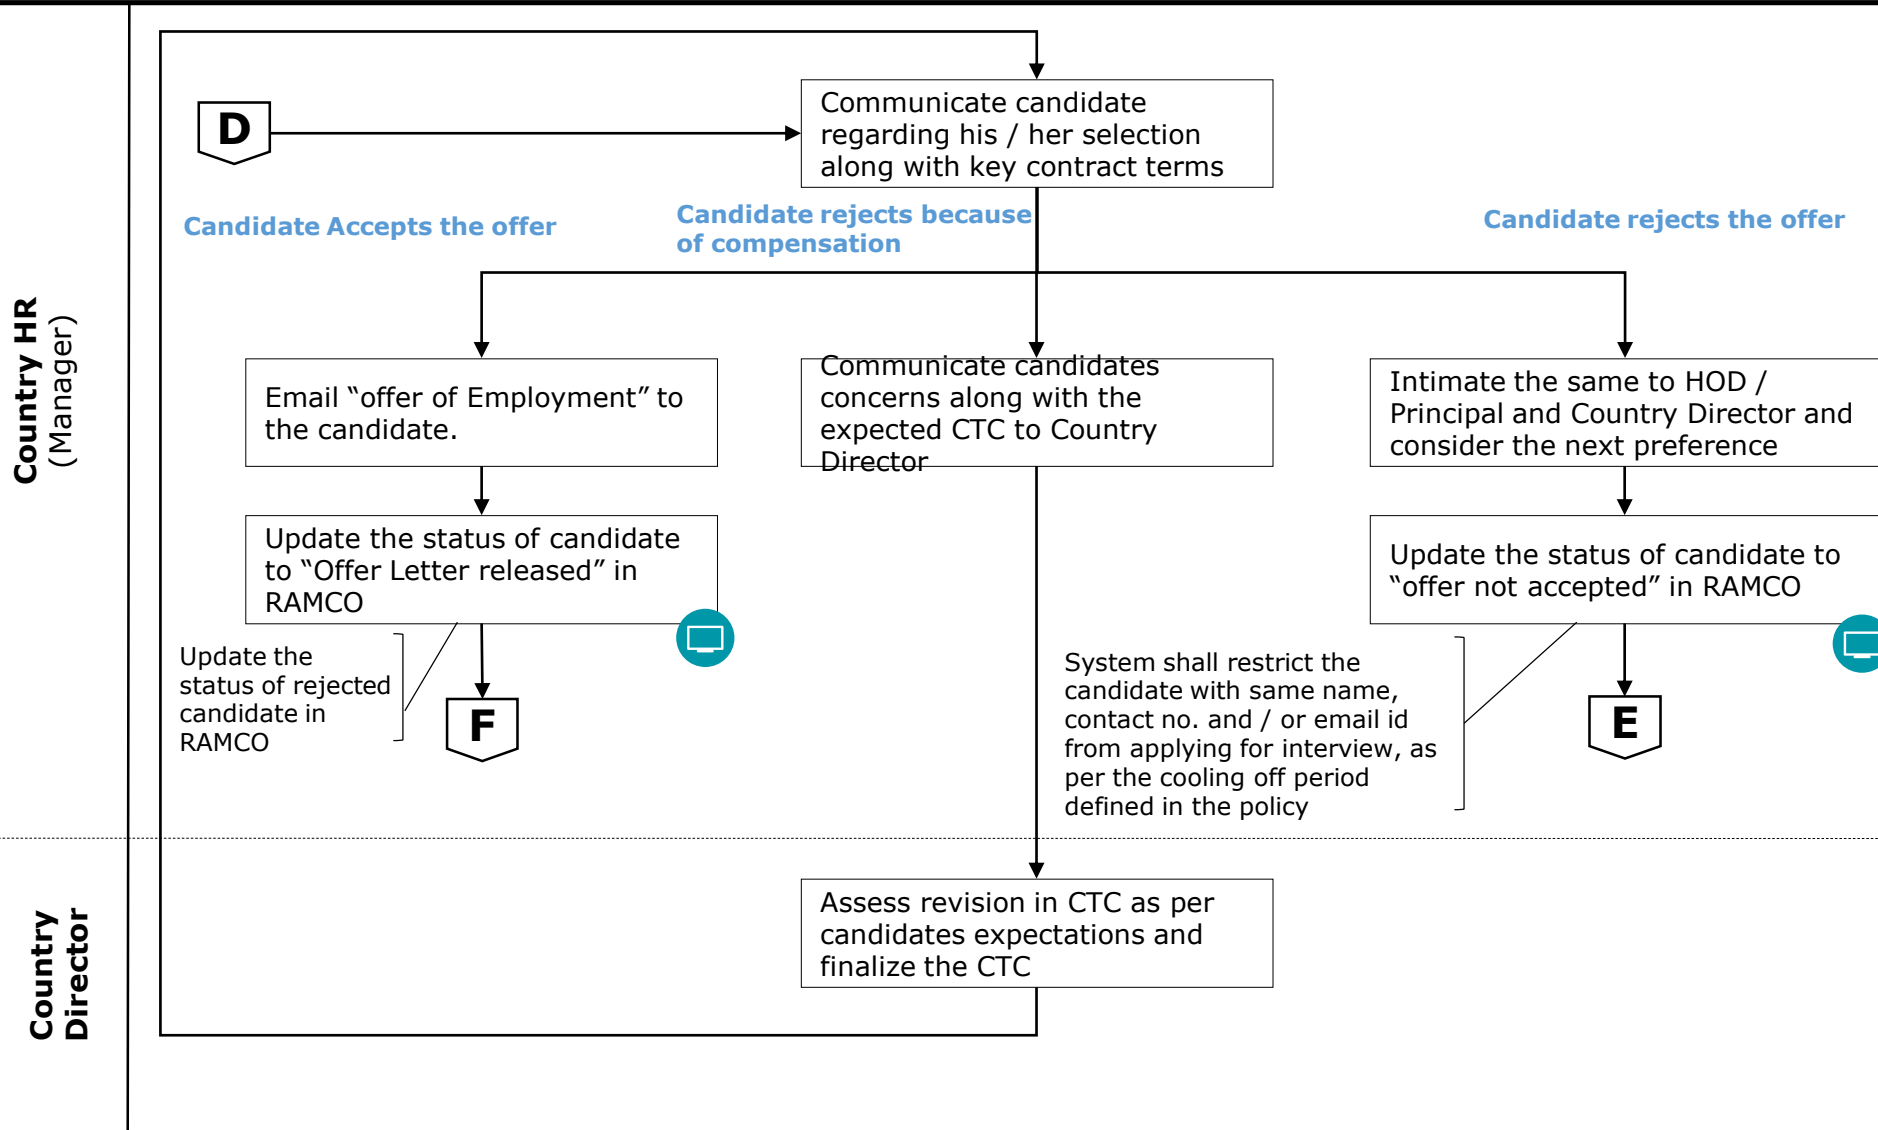 Communicate candidate
regarding his / her selection
along with key contract terms
D
Candidate Accepts the offer
Candidate rejects because
of compensation
Candidate rejects the offer
Country HR
(Manager)
Email “offer of Employment” to
the candidate.
Communicate candidates
concerns along with the
expected CTC to Country
Director
Intimate the same to HOD /
Principal and Country Director and
consider the next preference
Update the status of candidate
to “Offer Letter released” in
RAMCO
Update the status of candidate to
“offer not accepted” in RAMCO
Update the
status of rejected
candidate in
RAMCO
F
System shall restrict the
candidate with same name,
contact no. and / or email id
from applying for interview, as
per the cooling off period
defined in the policy
E
Country
Director
Assess revision in CTC as per
candidates expectations and
finalize the CTC